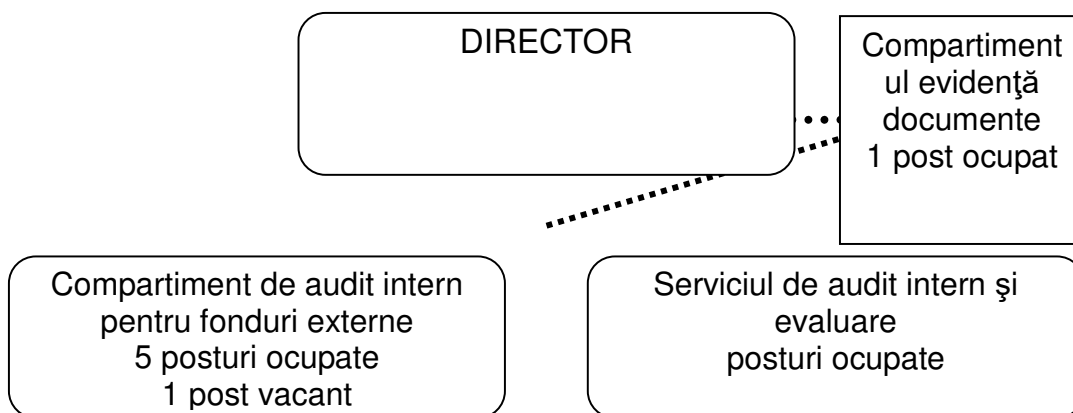 DIRECTOR
Compartiment
ul evidenţă
documente
1 post ocupat
Compartiment de audit intern
pentru fonduri externe
5 posturi ocupate
1 post vacant
Serviciul de audit intern şi
evaluare
posturi ocupate